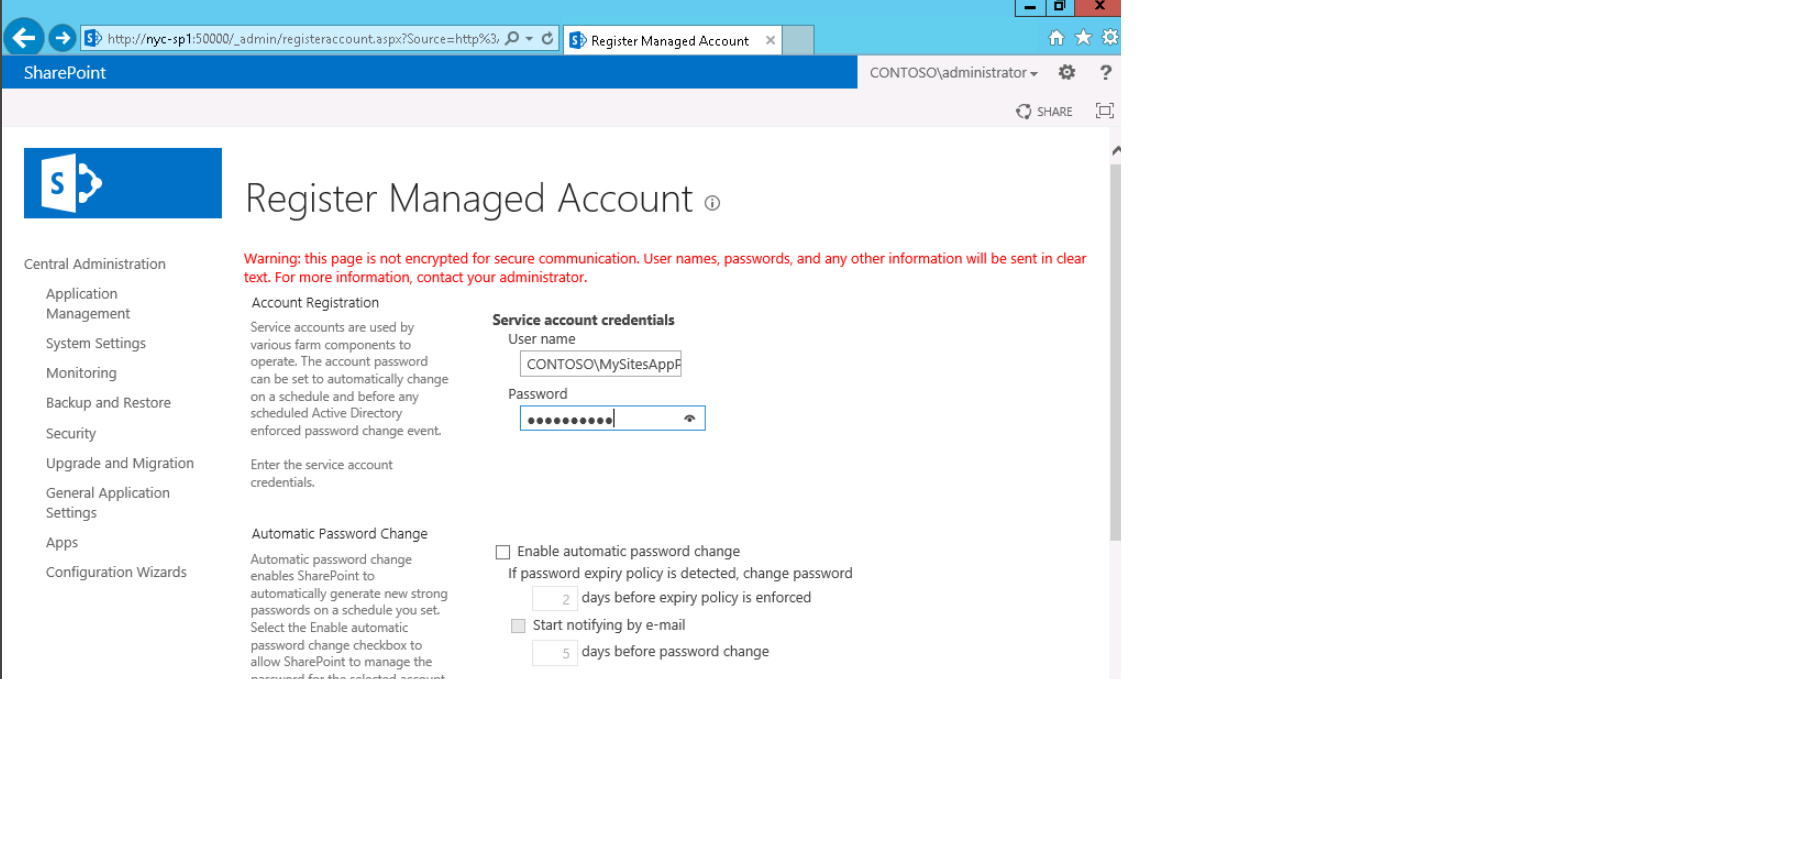 http://nyc-sp1:50000/_admin/registeraccount.aspx?Source=http%3
Register Managed Account
SharePoint
CONTOSO\administrator
?
SHARE
S
Register Managed Account
Warning: this page is not encrypted for secure communication. User names, passwords, and any other information will be sent in clear
text. For more information, contact your administrator.
Central Administration
Application
Management
System Settings
Monitoring
Backup and Restore
Security
Upgrade and Migration
General Application
Settings
Apps
Configuration Wizards
Account Registration
Service accounts are used by
various farm components to
operate. The account password
can be set to automatically change
on a schedule and before any
scheduled Active Directory
enforced password change event.
Enter the service account
credentials.
Service account credentials
User name
CONTOSO\MySitesAppP
Password
Automatic Password Change
Automatic password change
enables SharePoint to
automatically generate new strong
passwords on a schedule you set.
Select the Enable automatic
password change checkbox to
allow SharePoint to manage the
password for the selected account
Enable automatic password change
If password expiry policy is detected, change password
2 days before expiry policy is enforced
Start notifying by e-mail
5 days before password change